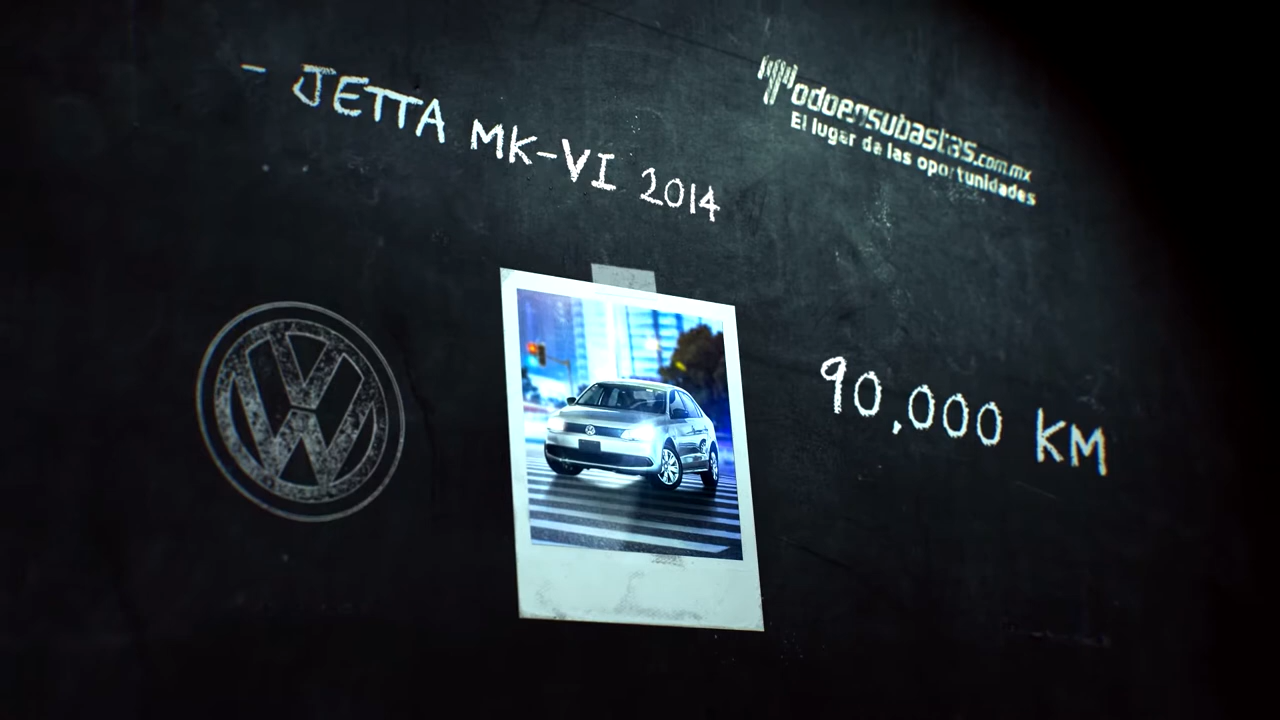 - JETTA MK-VI 2014
Todoensubastas.com.mx
El lugar de las oportunidades
90,000 KM